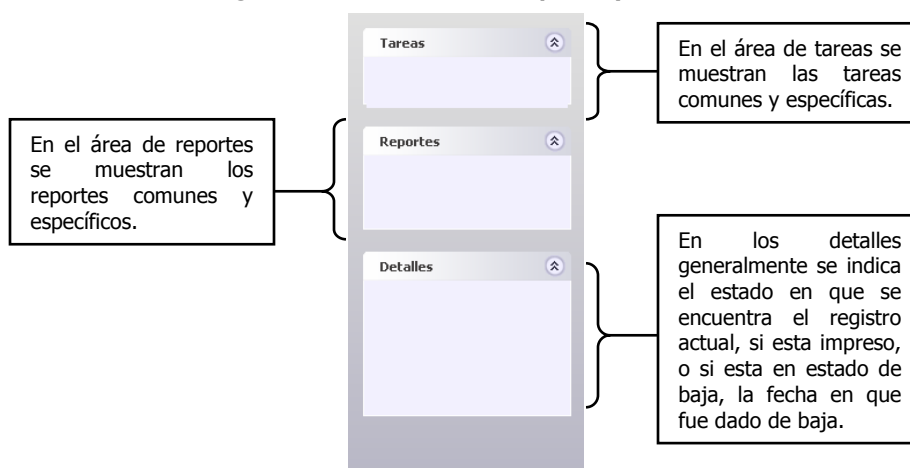 Tareas
En el área de tareas se
muestran las tareas
comunes y específicas.
En el área de reportes
se muestran los
reportes comunes y
específicos.
Reportes
Detalles
En los detalles
generalmente se indica
el estado en que se
encuentra el registro
actual, si esta impreso,
o si esta en estado de
baja, la fecha en que
fue dado de baja.